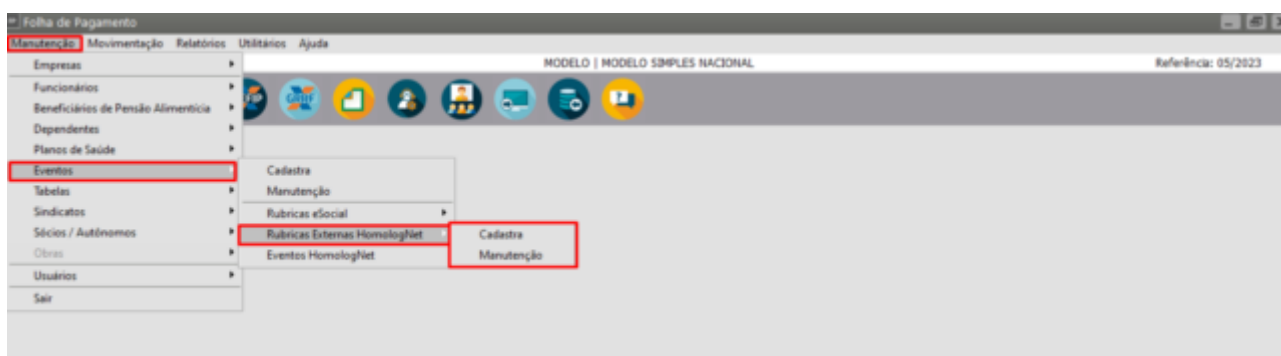 Folha de Pagamento
Manutenção Movimentação Relatórios Utilitários Ajuda
MODELO | MODELO SIMPLES NACIONAL
Referência: 05/2023
Empresas
Funcionários
Beneficiários de Pensão Alimentícia
Dependentes
Planos de Saúde
Eventos
Tabelas
Sindicatos
Sócios / Autônomos
Obras
Usuários
Sair
Cadastra
Manutenção
Rubricas eSocial
Rubricas Externas HomologNet
Eventos HomologNet
Cadastra
Manutenção
GRRF